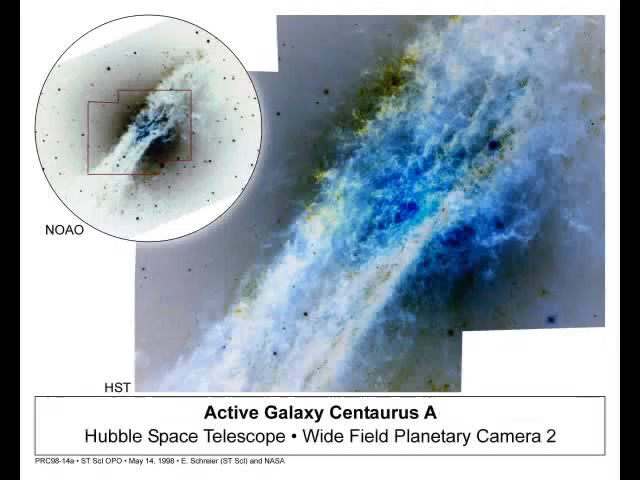 NOAO
HST
Active Galaxy Centaurus A
Hubble Space Telescope • Wide Field Planetary Camera 2
PRC98-14a • ST ScI OPO • May 14, 1998 • E. Schreier (ST ScI) and NASA